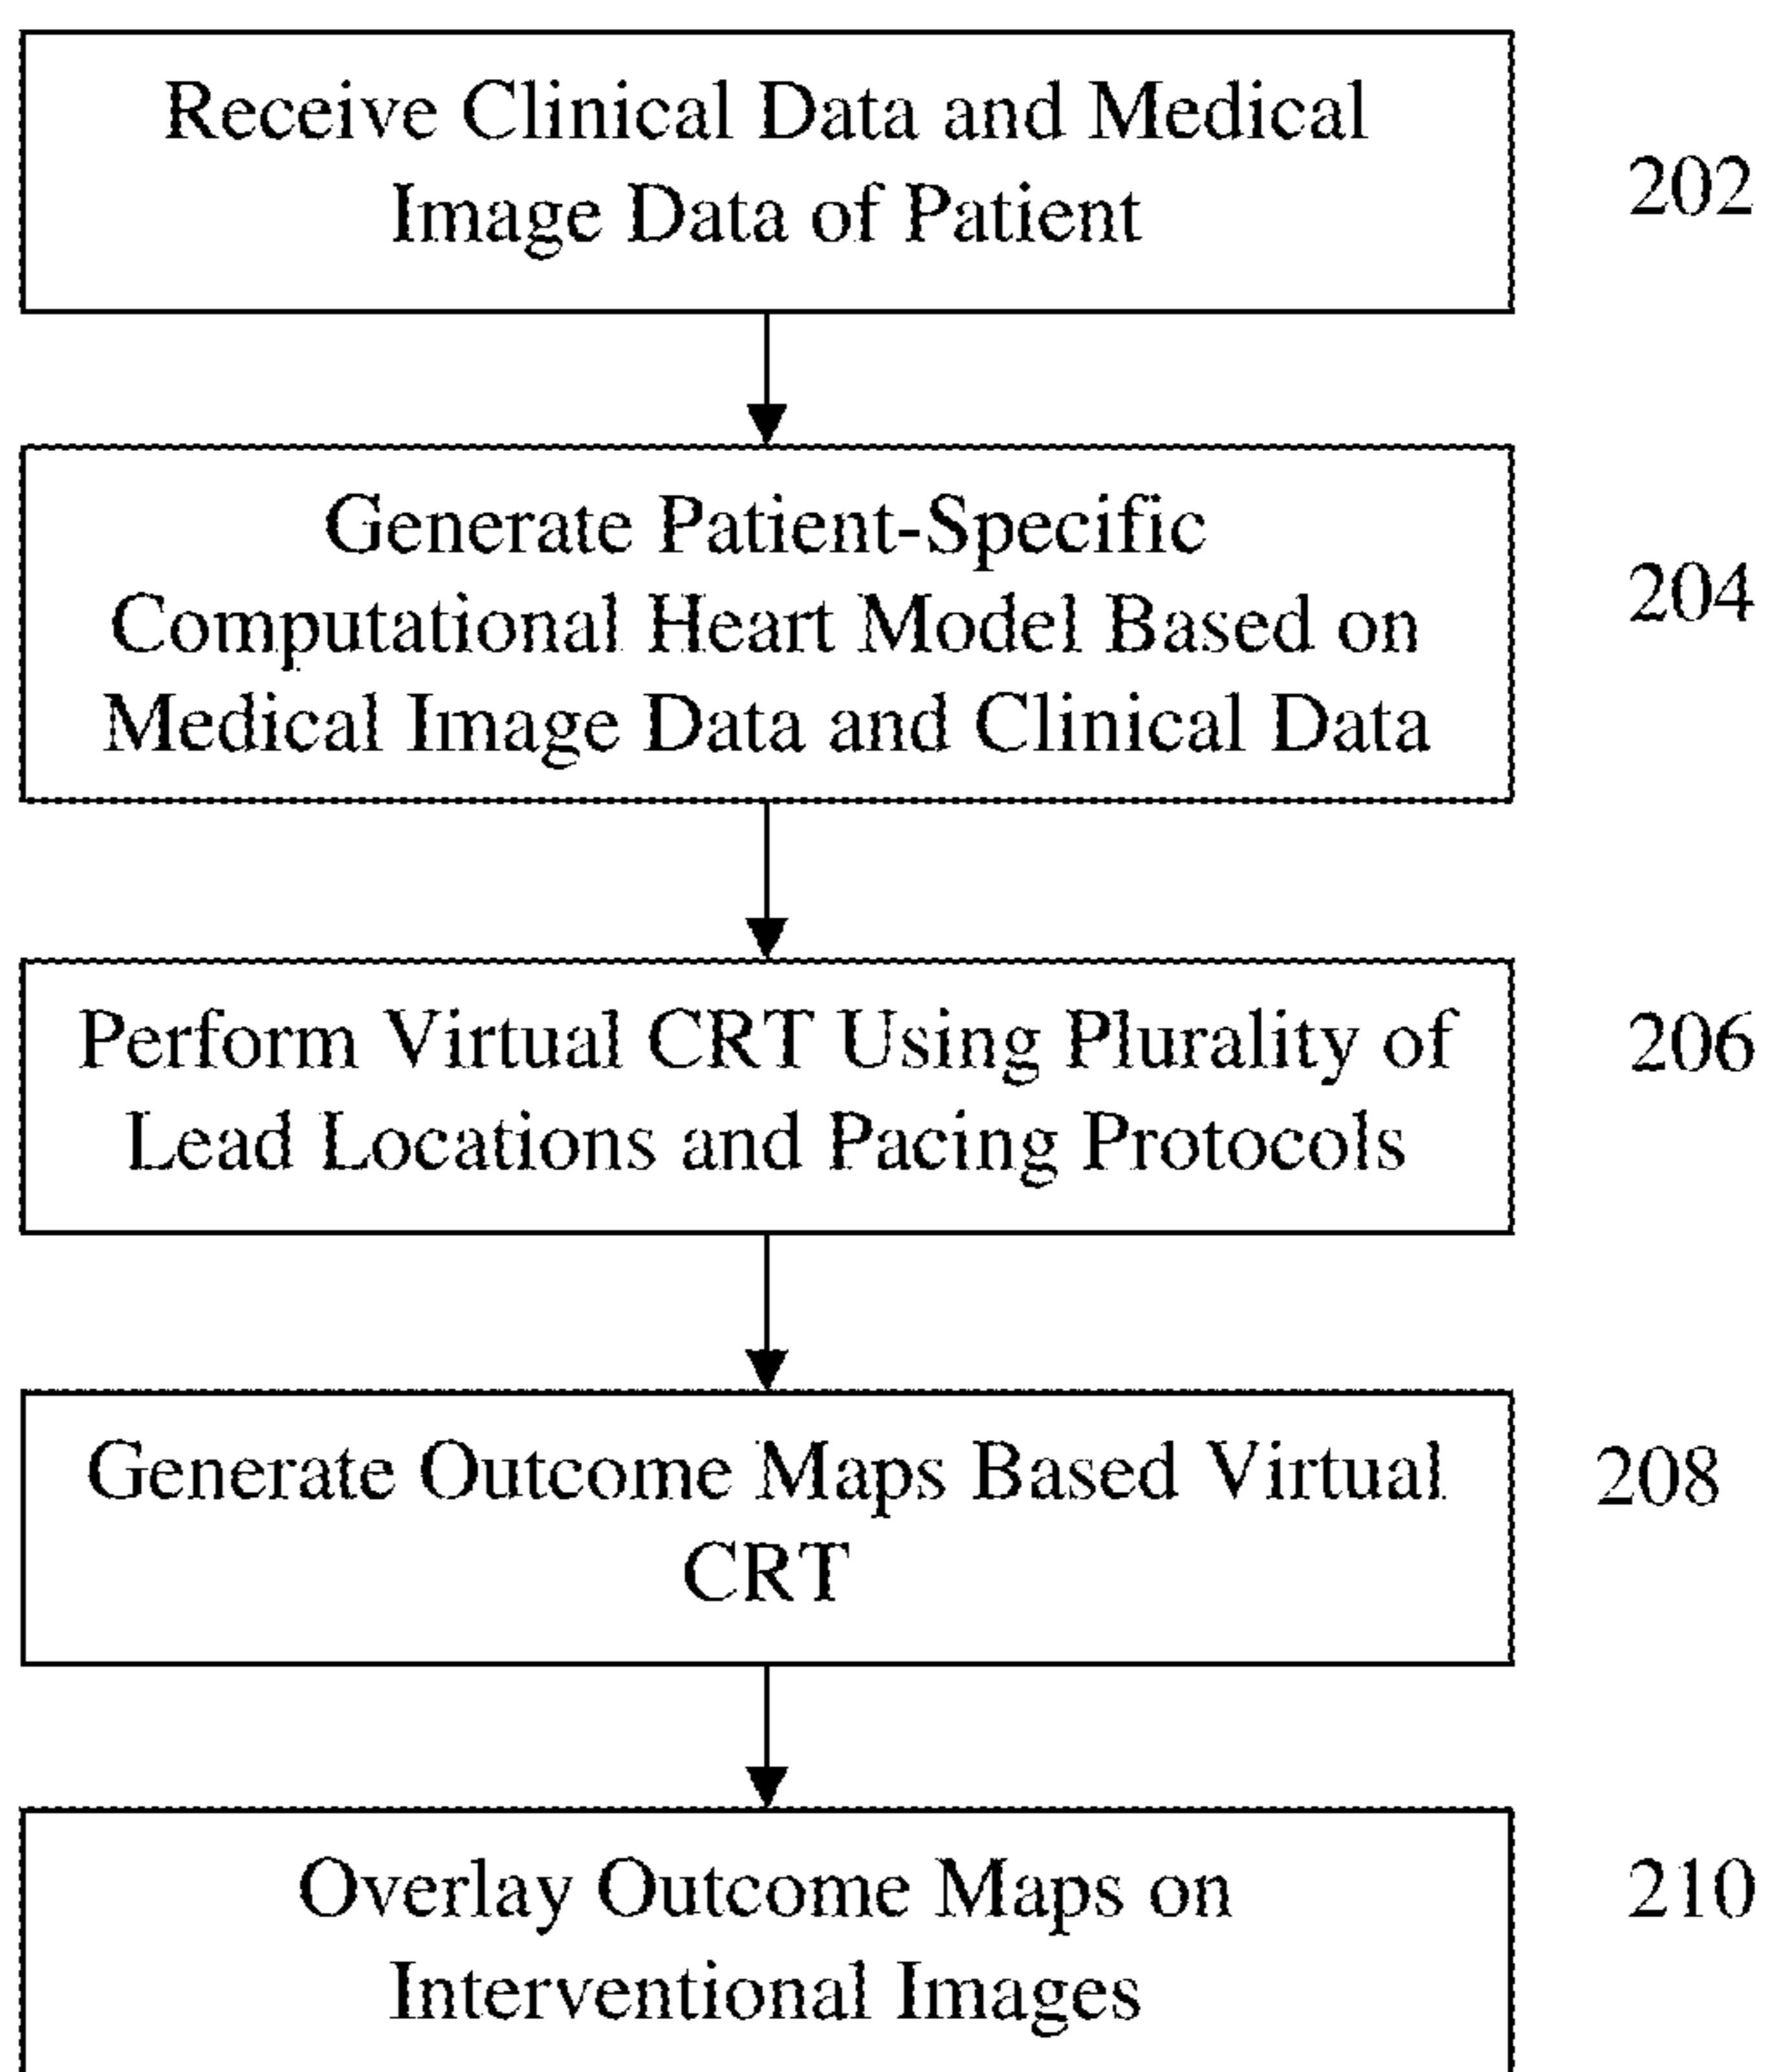 Receive Clinical Data and Medical
Image Data of Patient
202
Generate Patient-Specific
Computational Heart Model Based on
Medical Image Data and Clinical Data
204
Perform Virtual CRT Using Plurality of
Lead Locations and Pacing Protocols
206
Generate Outcome Maps Based Virtual
CRT
208
Overlay Outcome Maps on
Interventional Images
210